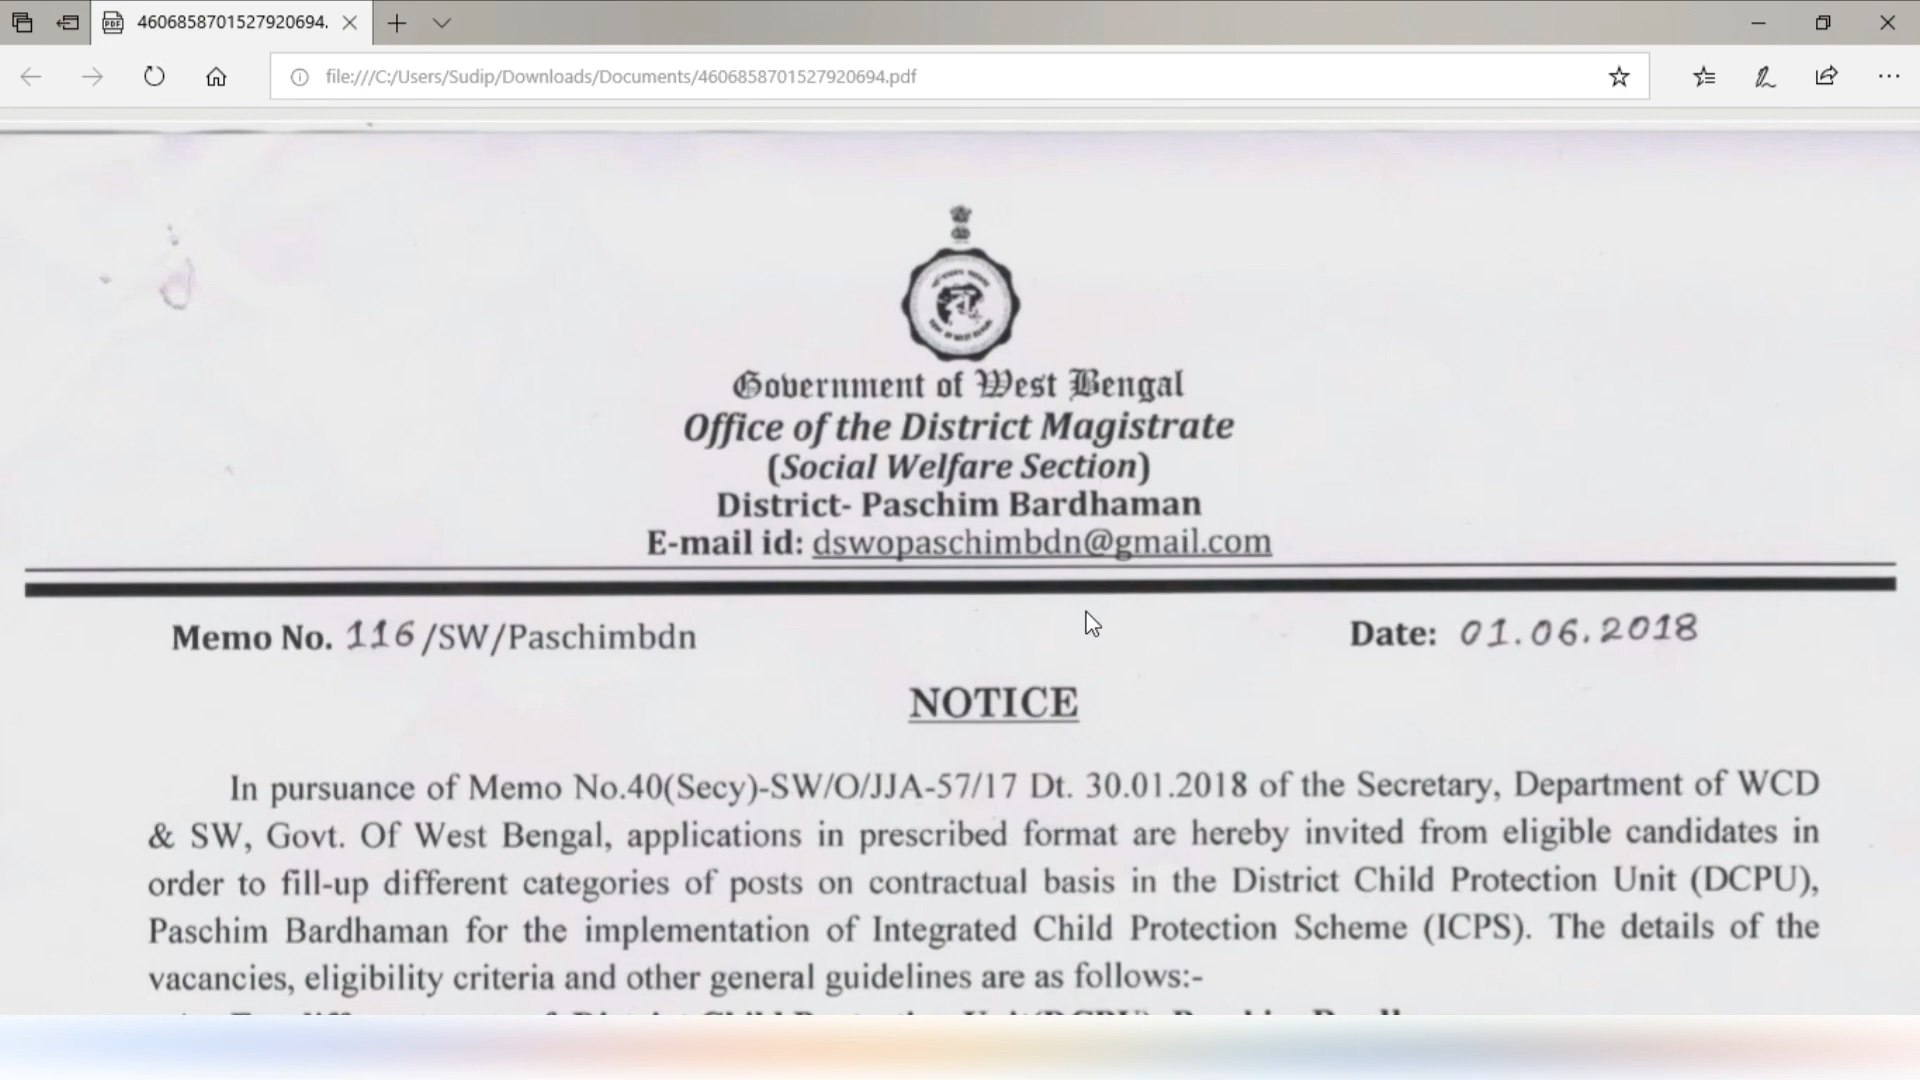 4606858701527920694.
file:///C:/Users/Sudip/Downloads/Documents/4606858701527920694.pdf
Government of West Bengal
Office of the District Magistrate
(Social Welfare Section)
District- Paschim Bardhaman
E-mail id: dswopaschimbdn@gmail.com
Memo No. 116/SW/Paschimbdn
Date: 01.06.2018
NOTICE
In pursuance of Memo No.40(Secy)-SW/O/JJA-57/17 Dt. 30.01.2018 of the Secretary, Department of WCD
& SW, Govt. Of West Bengal, applications in prescribed format are hereby invited from eligible candidates in
order to fill-up different categories of posts on contractual basis in the District Child Protection Unit (DCPU),
Paschim Bardhaman for the implementation of Integrated Child Protection Scheme (ICPS). The details of the
vacancies, eligibility criteria and other general guidelines are as follows:-